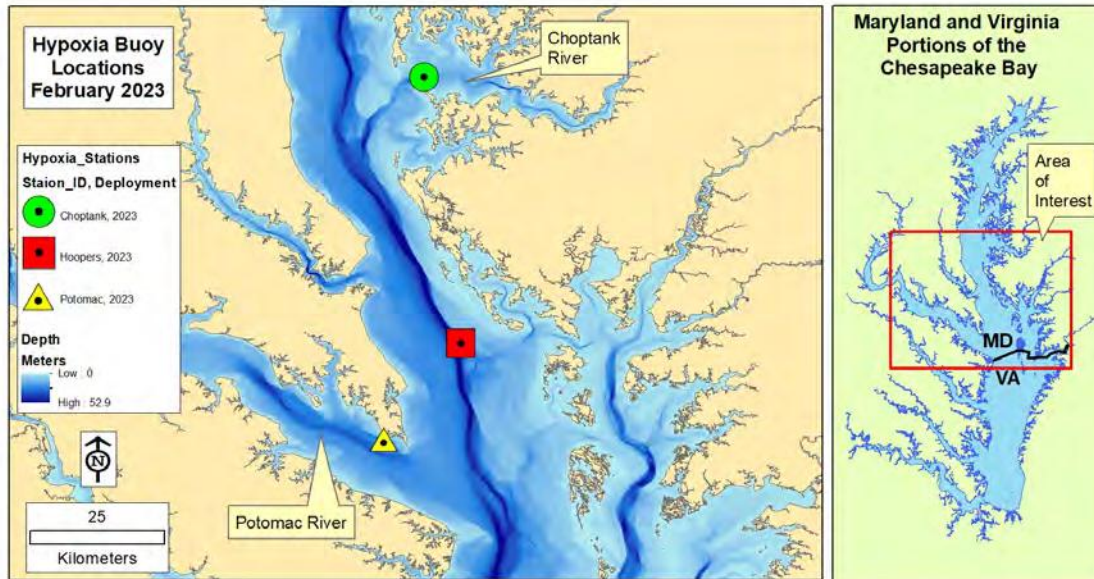 Hypoxia Buoy
Locations
February 2023
Hypoxia_Stations
Staion_ID, Deployment
Choptank, 2023
Hoopers, 2023
Potomac, 2023
Depth
Meters
Low : 0
High : 52.9
N
25
Kilometers
Choptank
River
Potomac River
Maryland and Virginia
Portions of the
Chesapeake Bay
Area
of
Interest
MD
VA